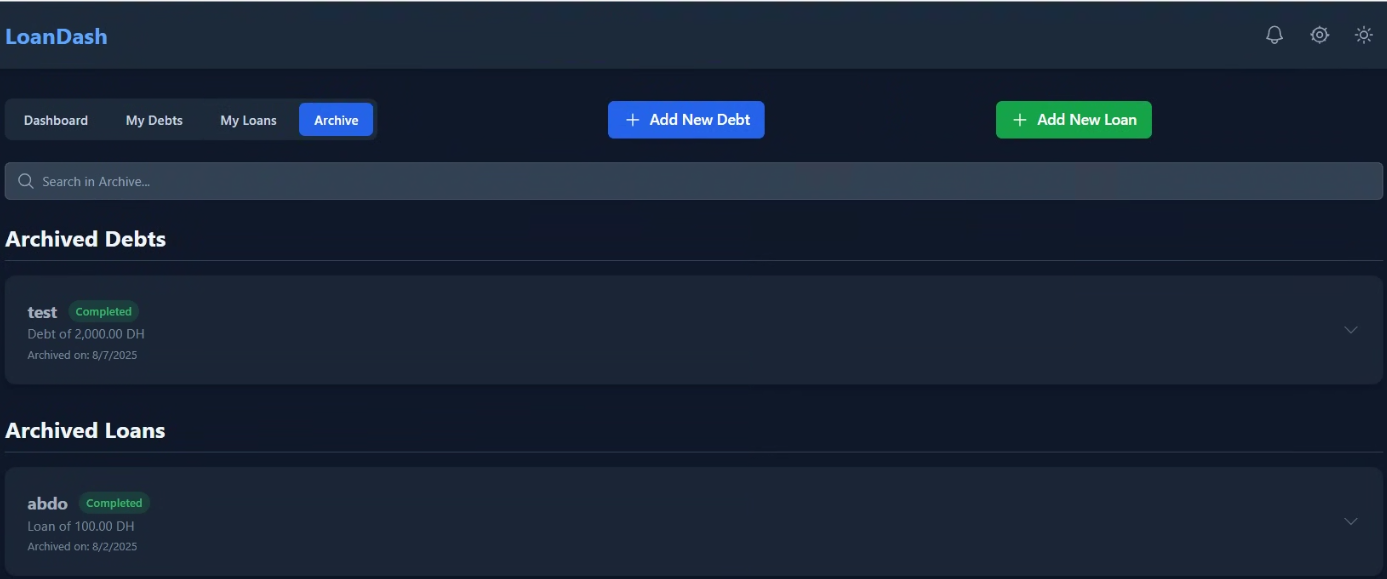 LoanDash
Dashboard My Debts My Loans Archive + Add New Debt + Add New Loan
Search in Archive...
Archived Debts
test Completed
Debt of 2,000.00 DH
Archived on: 8/7/2025
Archived Loans
abdo Completed
Loan of 100.00 DH
Archived on: 8/2/2025